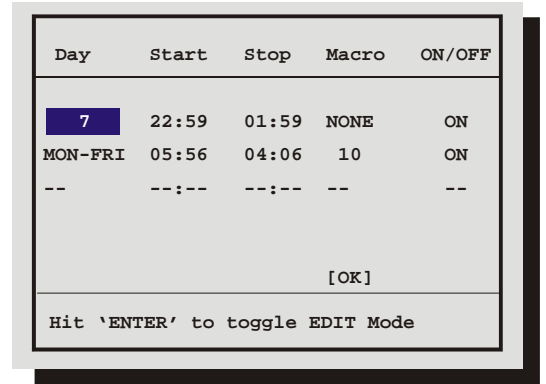 Day Start Stop Macro ON/OFF
7 22:59 01:59 NONE ON
MON-FRI 05:56 04:06 10 ON
-- --:-- --:-- -- --
[OK]
Hit ‘ENTER’ to toggle EDIT Mode